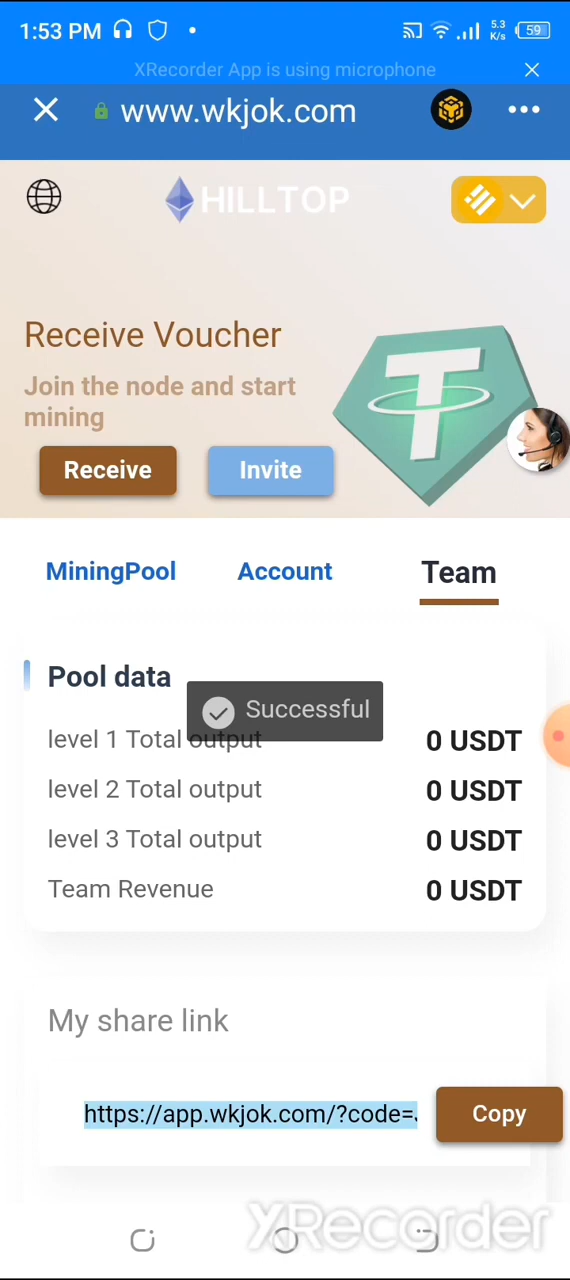 1:53 PM
5.3
K/s
59
XRecorder App is using microphone
www.wkjok.com
HILLTOP
Receive Voucher
Join the node and start
mining
Receive Invite
MiningPool Account Team
Pool data
Successful
level 1 Total output 0 USDT
level 2 Total output 0 USDT
level 3 Total output 0 USDT
Team Revenue 0 USDT
My share link
https://app.wkjok.com/?code=
Copy
XRecorder